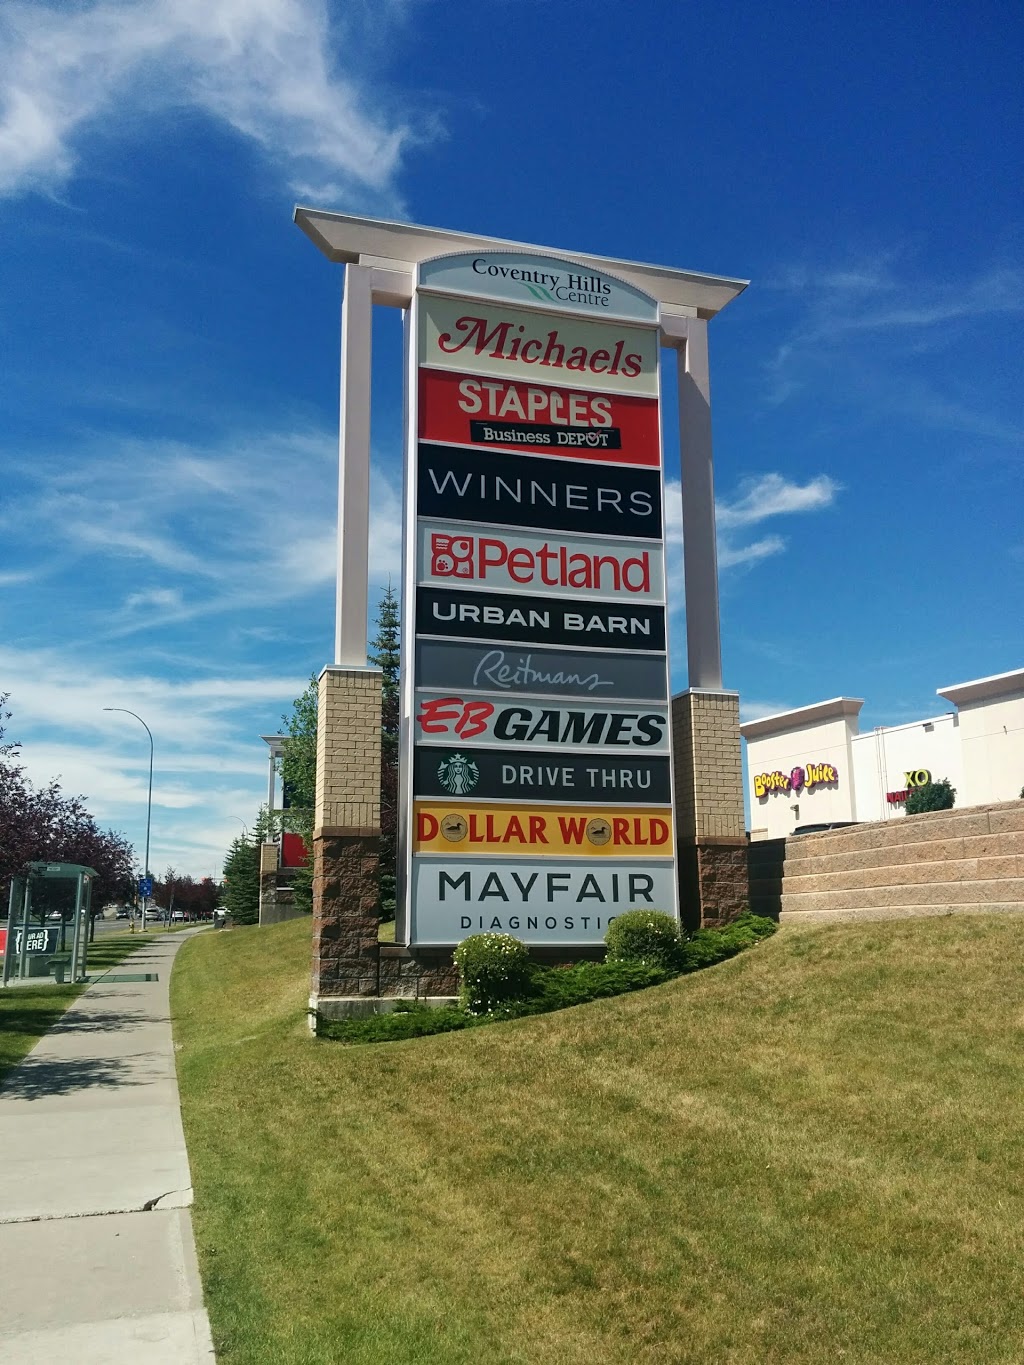 Coventry Hills
Centre
Michaels
STAPLES
Business DEPOT
WINNERS
Petland
URBAN BARN
Reitmans
EB GAMES
DRIVE THRU
DOLLAR WORLD
MAYFAIR
DIAGNOSTIC
Booster Juice
XO